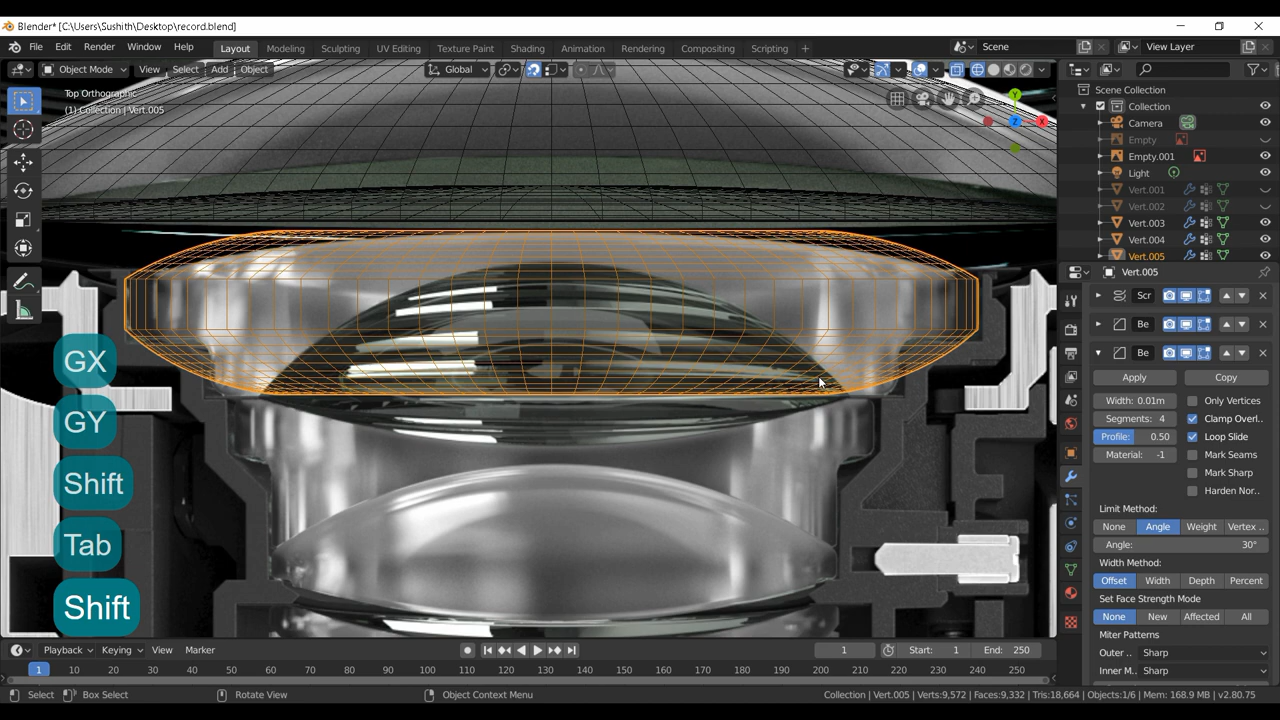 Blender* [C:\Users\Sushith\Desktop\record.blend]
File Edit Render Window Help
Layout Modeling Sculpting UV Editing Texture Paint Shading Animation Rendering Compositing Scripting +
Scene
View Layer
Object Mode View Select Add Object
Global
Top Orthographic
(1) Collection | Vert.005
Y
Z
X
GX
GY
Shift
Tab
Shift
Scene Collection
Collection
Camera
Empty
Empty.001
Light
Vert.001
Vert.002
Vert.003
Vert.004
Vert.005
Vert.005
Scr
Be
Be
Apply Copy
Width: 0.01m Only Vertices
Segments: 4 Clamp Overl..
Profile: 0.50 Loop Slide
Material: -1 Mark Seams
Mark Sharp
Harden Nor..
Limit Method:
None Angle Weight Vertex ..
Angle: 30°
Width Method:
Offset Width Depth Percent
Set Face Strength Mode
None New Affected All
Miter Patterns
Outer .. Sharp
Inner M.. Sharp
Playback Keying View Marker
1 Start: 1 End: 250
1 10 20 30 40 50 60 70 80 90 100 110 120 130 140 150 160 170 180 190 200 210 220 230 240 250
Select Box Select Rotate View Object Context Menu
Collection | Vert.005 | Verts:9,572 | Faces:9,332 | Tris:18,664 | Objects:1/6 | Mem: 168.9 MB | v2.80.75